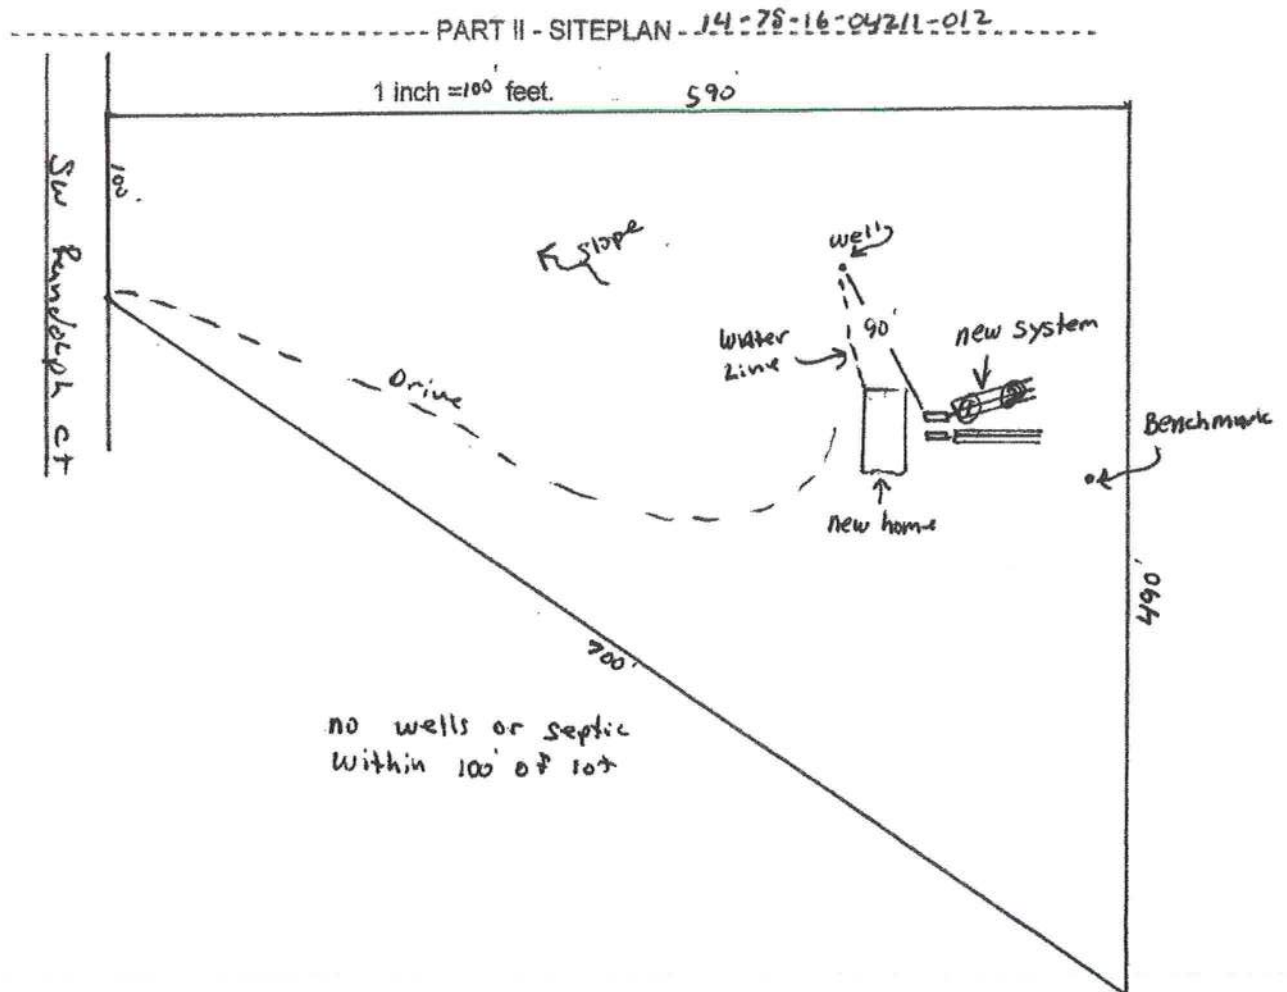 PART II - SITEPLAN 14-7S-16-04211-012
1 inch =100' feet. 590'
100'
SW Randolph Ct
Slope
well
90'
Water
Line
new system
Drive
Benchmark
new home
490'
700'
no wells or septic
within 100' of lot